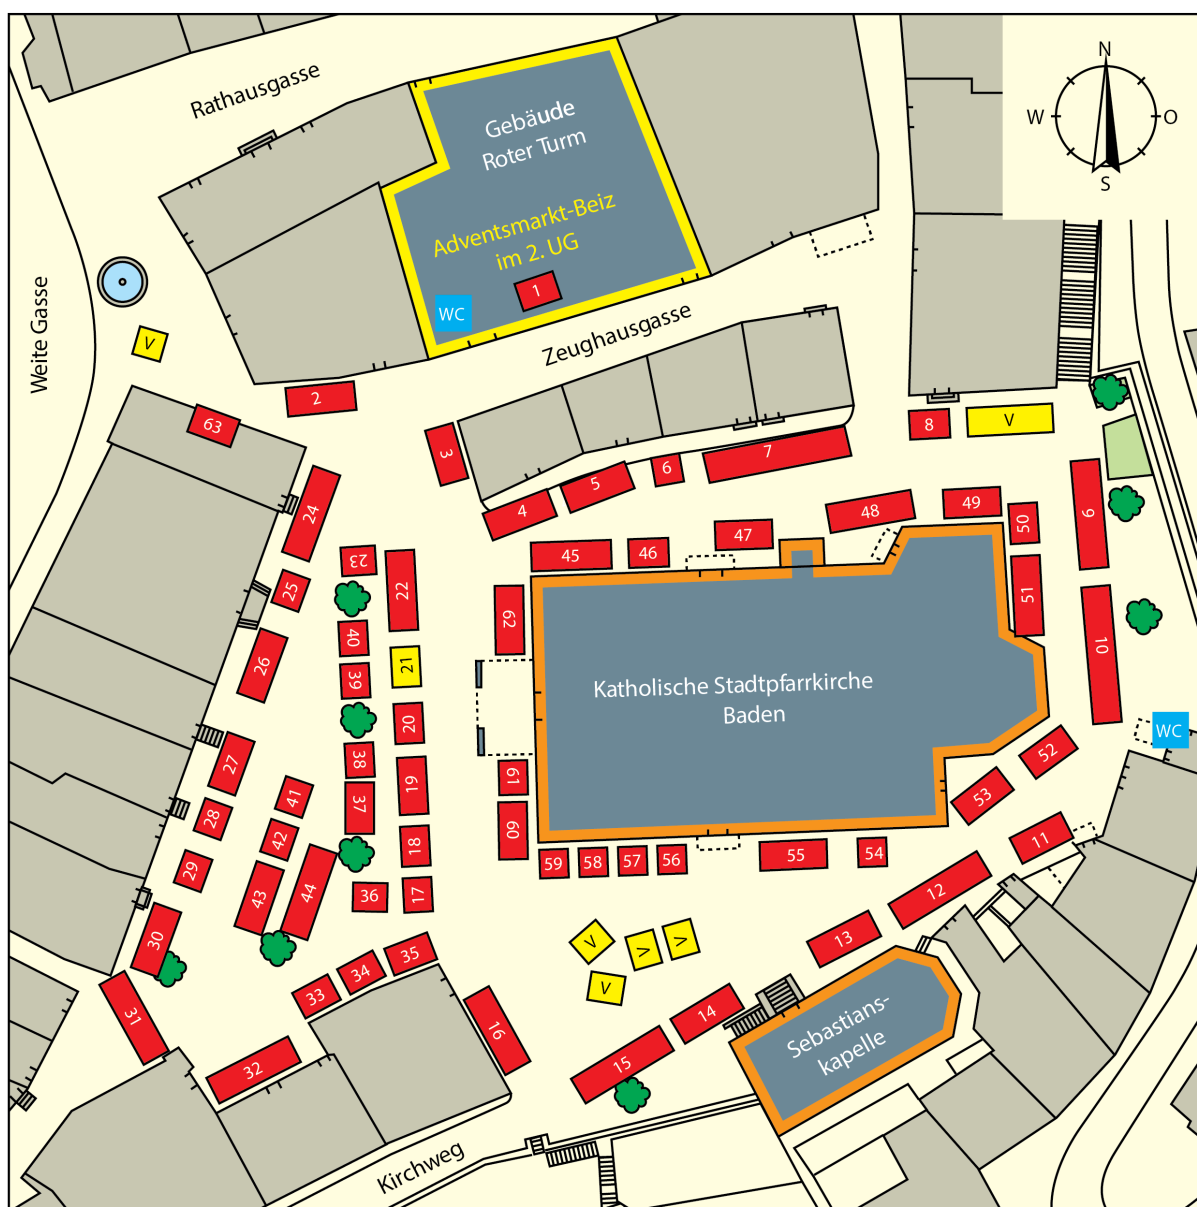 N
W
O
S
Rathausgasse
Gebäude
Roter Turm
Adventsmarkt-Beiz
im 2. UG
1
WC
Weite Gasse
V
Zeughausgasse
2
63
3
4
5
6
7
8
V
9
10
24
25
26
27
28
29
30
31
32
23
22
40
39
21
20
38
37
19
18
36
17
41
42
43
44
45
46
47
48
49
50
51
62
61
60
Katholische Stadtpfarrkirche
Baden
WC
52
53
59
58
57
56
55
54
11
12
13
14
15
16
33
34
35
V
V
V
V
Sebastians-
kapelle
Kirchweg